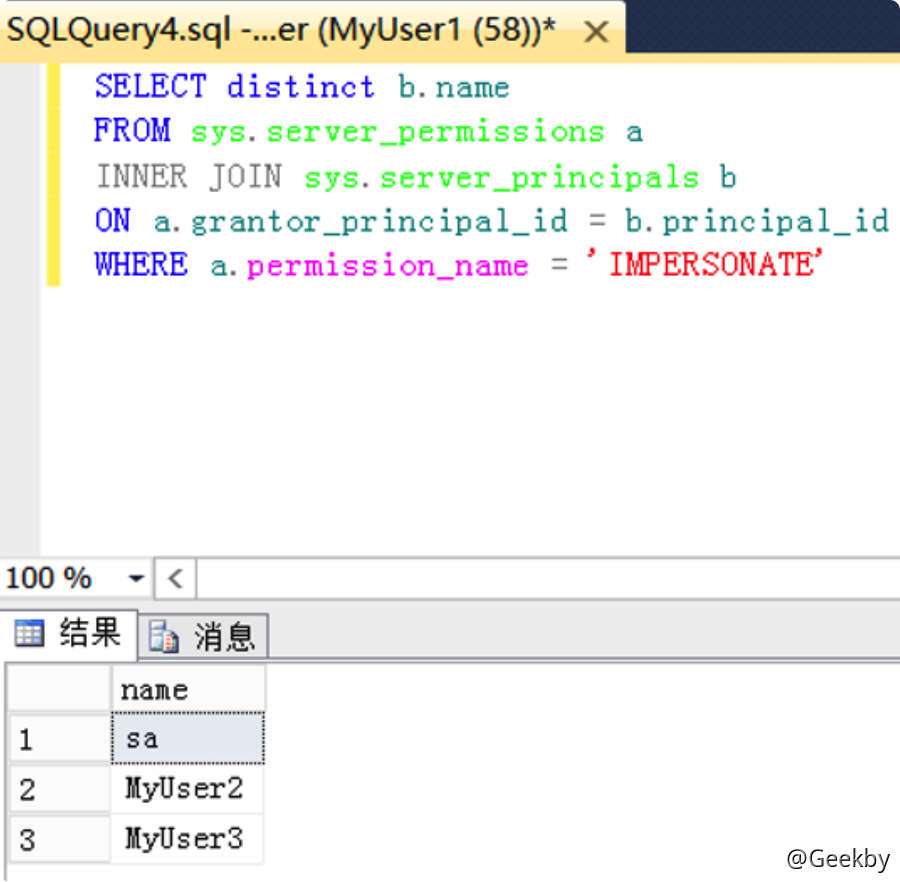 SQLQuery4.sql -...er (MyUser1 (58))*
SELECT distinct b.name
FROM sys.server_permissions a
INNER JOIN sys.server_principals b
ON a.grantor_principal_id = b.principal_id
WHERE a.permission_name = 'IMPERSONATE'
100 %
结果 消息
name
1 sa
2 MyUser2
3 MyUser3
@Geekby